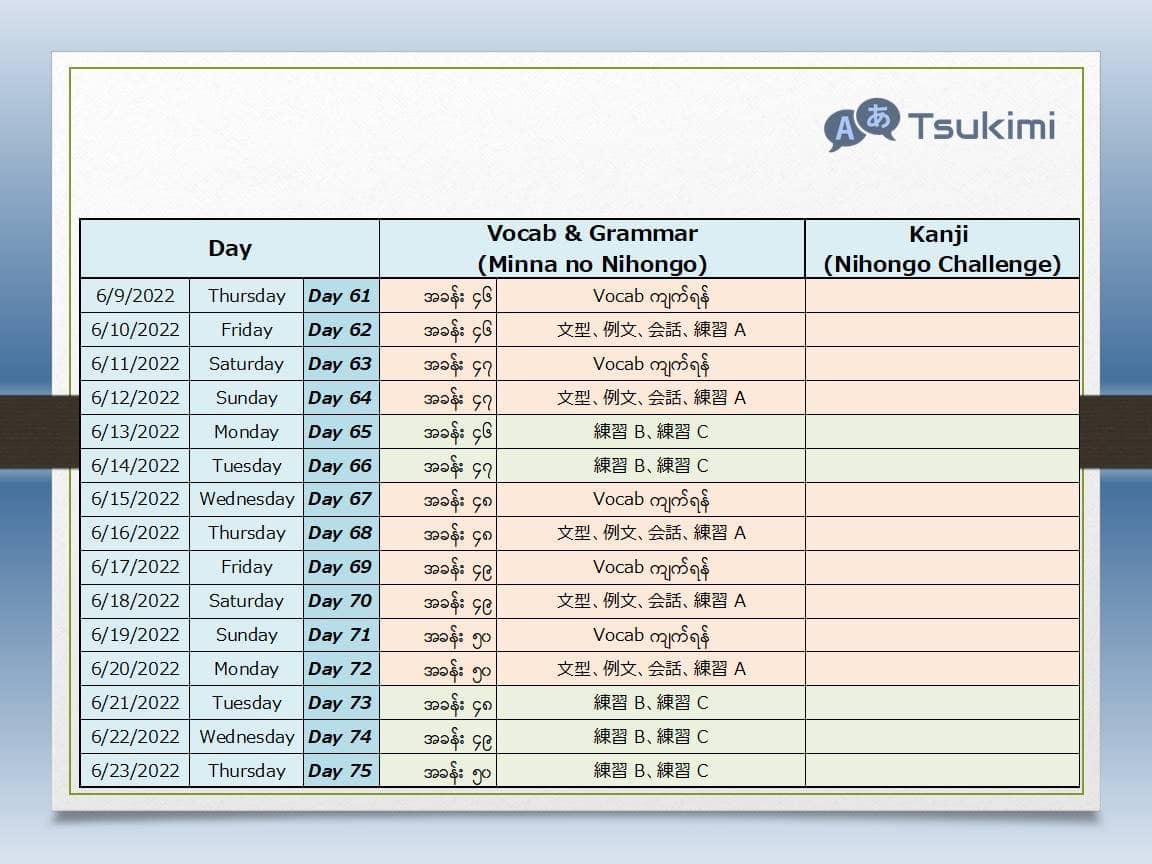 Aあ Tsukimi
Day Vocab & Grammar Kanji
(Minna no Nihongo) (Nihongo Challenge)
6/9/2022 Thursday Day 61 အခန်း ၄၆ Vocab ကျက်ရန်
6/10/2022 Friday Day 62 အခန်း ၄၆ 文型、例文、会話、練習 A
6/11/2022 Saturday Day 63 အခန်း ၄၇ Vocab ကျက်ရန်
6/12/2022 Sunday Day 64 အခန်း ၄၇ 文型、例文、会話、練習 A
6/13/2022 Monday Day 65 အခန်း ၄၆ 練習 B、練習 C
6/14/2022 Tuesday Day 66 အခန်း ၄၇ 練習 B、練習 C
6/15/2022 Wednesday Day 67 အခန်း ၄၈ Vocab ကျက်ရန်
6/16/2022 Thursday Day 68 အခန်း ၄၈ 文型、例文、会話、練習 A
6/17/2022 Friday Day 69 အခန်း ၄၉ Vocab ကျက်ရန်
6/18/2022 Saturday Day 70 အခန်း ၄၉ 文型、例文、会話、練習 A
6/19/2022 Sunday Day 71 အခန်း ၅၀ Vocab ကျက်ရန်
6/20/2022 Monday Day 72 အခန်း ၅၀ 文型、例文、会話、練習 A
6/21/2022 Tuesday Day 73 အခန်း ၄၈ 練習 B、練習 C
6/22/2022 Wednesday Day 74 အခန်း ၄၉ 練習 B、練習 C
6/23/2022 Thursday Day 75 အခန်း ၅၀ 練習 B、練習 C